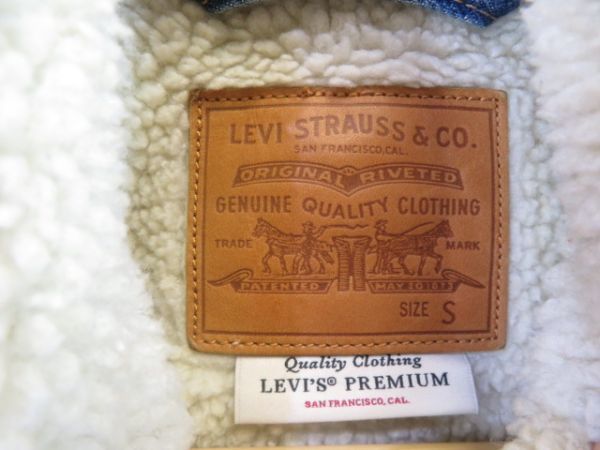 LEVI STRAUSS & CO.
SAN FRANCISCO, CAL.
ORIGINAL RIVETED
GENUINE QUALITY CLOTHING
TRADE MARK
PATENTED MAY 20 1873
SIZE S
Quality Clothing
LEVI'S® PREMIUM
SAN FRANCISCO, CAL.